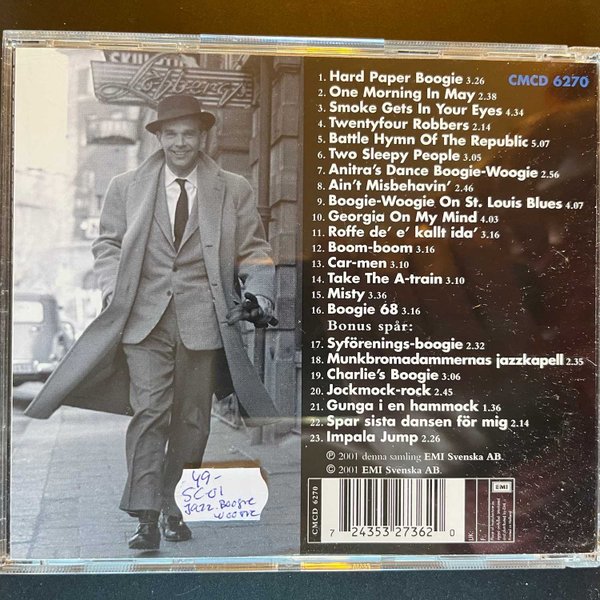 CMCD 6270
1. Hard Paper Boogie 3.26
2. One Morning In May 2.38
3. Smoke Gets In Your Eyes 4.34
4. Twentyfour Robbers 2.14
5. Battle Hymn Of The Republic 5.07
6. Two Sleepy People 3.05
7. Anitra's Dance Boogie-Woogie 2.56
8. Ain't Misbehavin' 2.46
9. Boogie-Woogie On St. Louis Blues 4.07
10. Georgia On My Mind 4.03
11. Roffe de' e' kallt ida' 3.16
12. Boom-boom 3.16
13. Car-men 3.10
14. Take The A-train 3.10
15. Misty 3.36
16. Boogie 68 3.16
Bonus spår:
17. Syförenings-boogie 2.32
18. Munkbromadammernas jazzkapell 2.35
19. Charlie's Boogie 3.06
20. Jockmock-rock 2.45
21. Gunga i en hammock 1.36
22. Spar sista dansen för mig 2.14
23. Impala Jump 2.26
℗ 2001 denna samling EMI Svenska AB.
© 2001 EMI Svenska AB.
CMCD 6270
7 24353 27362 0
EMI
49-
SC-01
Jazz. Boogie
woogie